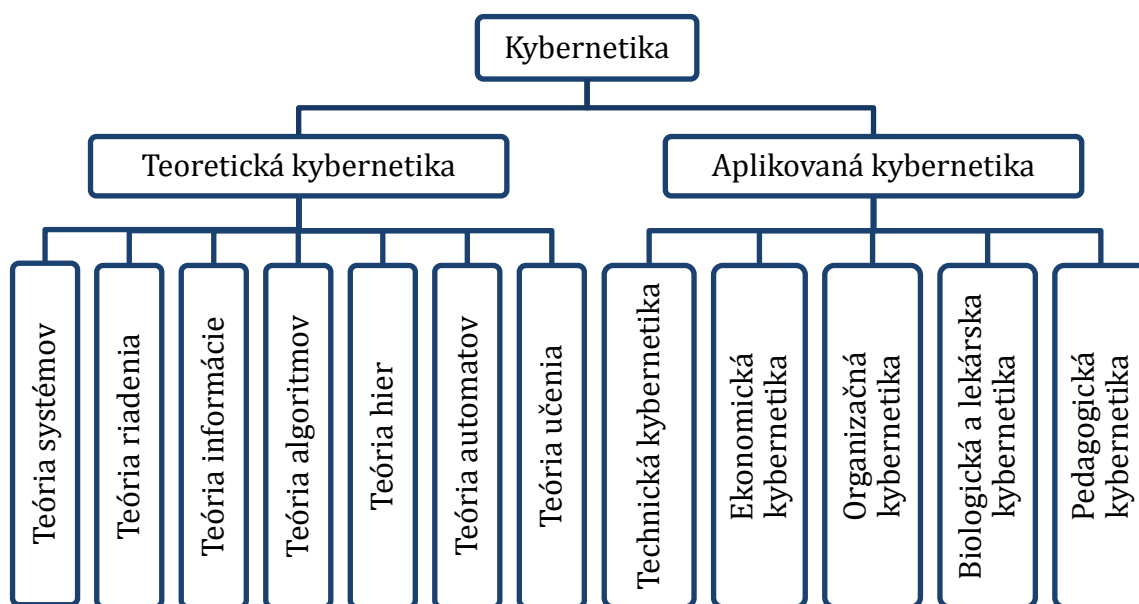 Kybernetika
Teoretická kybernetika
Aplikovaná kybernetika
Teória systémov
Teória riadenia
Teória informácie
Teória algoritmov
Teória hier
Teória automatov
Teória učenia
Technická kybernetika
Ekonomická
kybernetika
Organizačná
kybernetika
Biologická a lekárska
kybernetika
Pedagogická
kybernetika